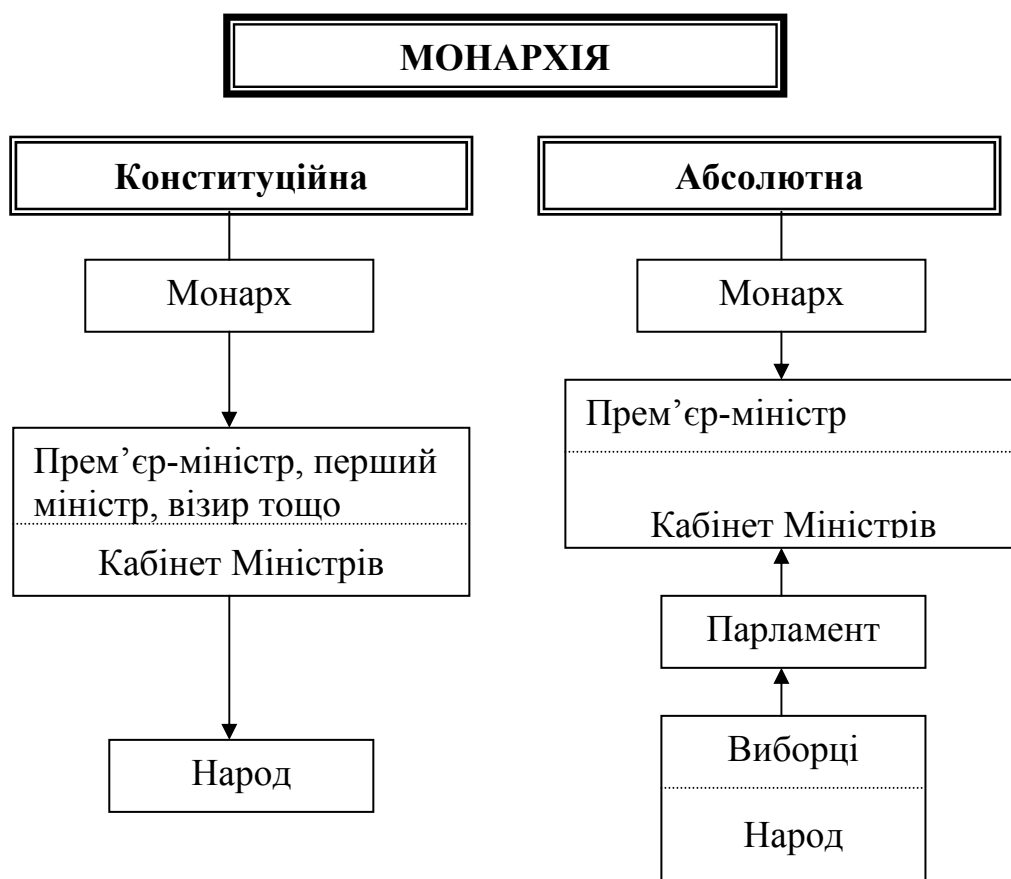 МОНАРХІЯ
Конституційна
Монарх
Прем’єр-міністр, перший
міністр, візир тощо
Кабінет Міністрів
Народ
Абсолютна
Монарх
Прем’єр-міністр
Кабінет Міністрів
Парламент
Виборці
Народ